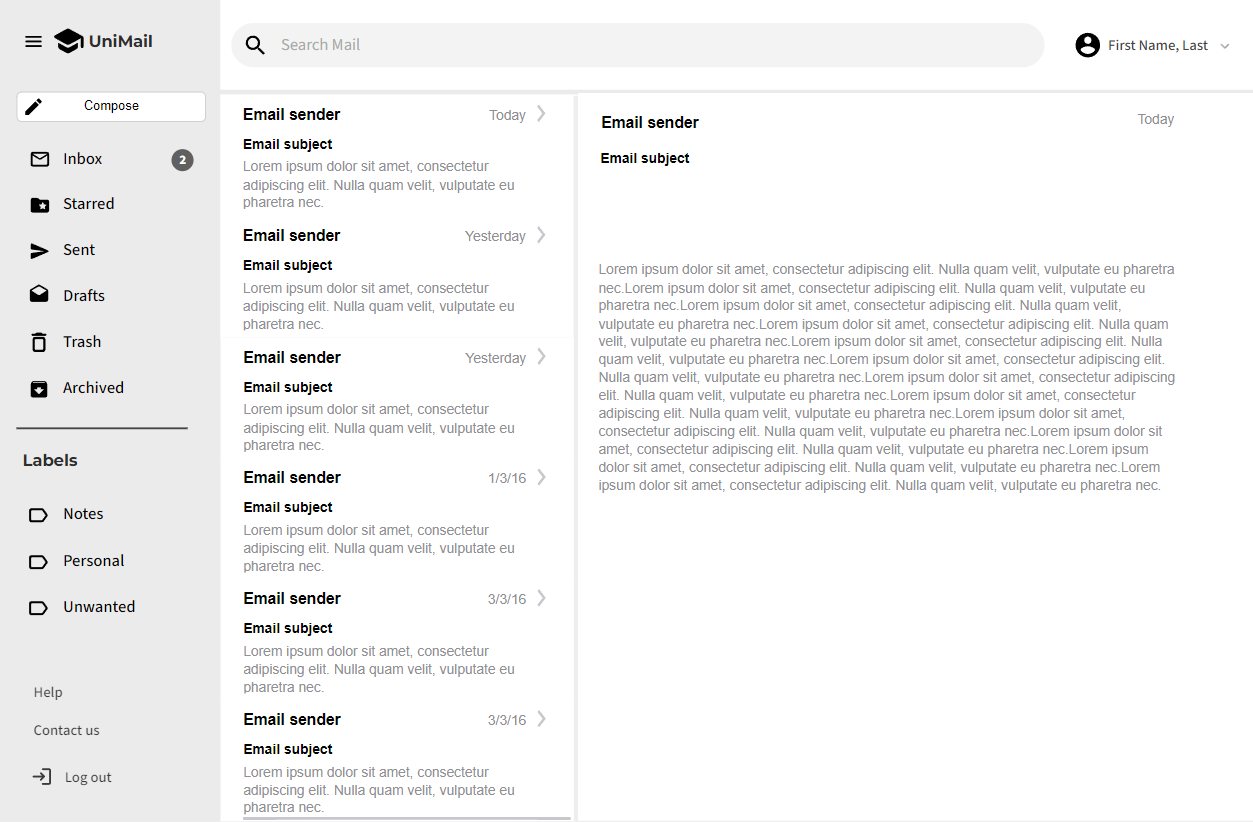 UniMail
Search Mail
First Name, Last
Compose
Inbox
2
Starred
Sent
Drafts
Trash
Archived
Labels
Notes
Personal
Unwanted
Help
Contact us
Log out
Email sender
Today
Email subject
Lorem ipsum dolor sit amet, consectetur
adipiscing elit. Nulla quam velit, vulputate eu
pharetra nec.
Email sender
Yesterday
Email subject
Lorem ipsum dolor sit amet, consectetur
adipiscing elit. Nulla quam velit, vulputate eu
pharetra nec.
Email sender
Yesterday
Email subject
Lorem ipsum dolor sit amet, consectetur
adipiscing elit. Nulla quam velit, vulputate eu
pharetra nec.
Email sender
1/3/16
Email subject
Lorem ipsum dolor sit amet, consectetur
adipiscing elit. Nulla quam velit, vulputate eu
pharetra nec.
Email sender
3/3/16
Email subject
Lorem ipsum dolor sit amet, consectetur
adipiscing elit. Nulla quam velit, vulputate eu
pharetra nec.
Email sender
3/3/16
Email subject
Lorem ipsum dolor sit amet, consectetur
adipiscing elit. Nulla quam velit, vulputate eu
pharetra nec.
Email sender
Today
Email subject
Lorem ipsum dolor sit amet, consectetur adipiscing elit. Nulla quam velit, vulputate eu pharetra
nec.Lorem ipsum dolor sit amet, consectetur adipiscing elit. Nulla quam velit, vulputate eu
pharetra nec.Lorem ipsum dolor sit amet, consectetur adipiscing elit. Nulla quam velit,
vulputate eu pharetra nec.Lorem ipsum dolor sit amet, consectetur adipiscing elit. Nulla quam
velit, vulputate eu pharetra nec.Lorem ipsum dolor sit amet, consectetur adipiscing elit. Nulla
quam velit, vulputate eu pharetra nec.Lorem ipsum dolor sit amet, consectetur adipiscing elit.
Nulla quam velit, vulputate eu pharetra nec.Lorem ipsum dolor sit amet, consectetur adipiscing
elit. Nulla quam velit, vulputate eu pharetra nec.Lorem ipsum dolor sit amet, consectetur
adipiscing elit. Nulla quam velit, vulputate eu pharetra nec.Lorem ipsum dolor sit amet,
consectetur adipiscing elit. Nulla quam velit, vulputate eu pharetra nec.Lorem ipsum dolor sit
amet, consectetur adipiscing elit. Nulla quam velit, vulputate eu pharetra nec.Lorem ipsum
dolor sit amet, consectetur adipiscing elit. Nulla quam velit, vulputate eu pharetra nec.Lorem
ipsum dolor sit amet, consectetur adipiscing elit. Nulla quam velit, vulputate eu pharetra nec.